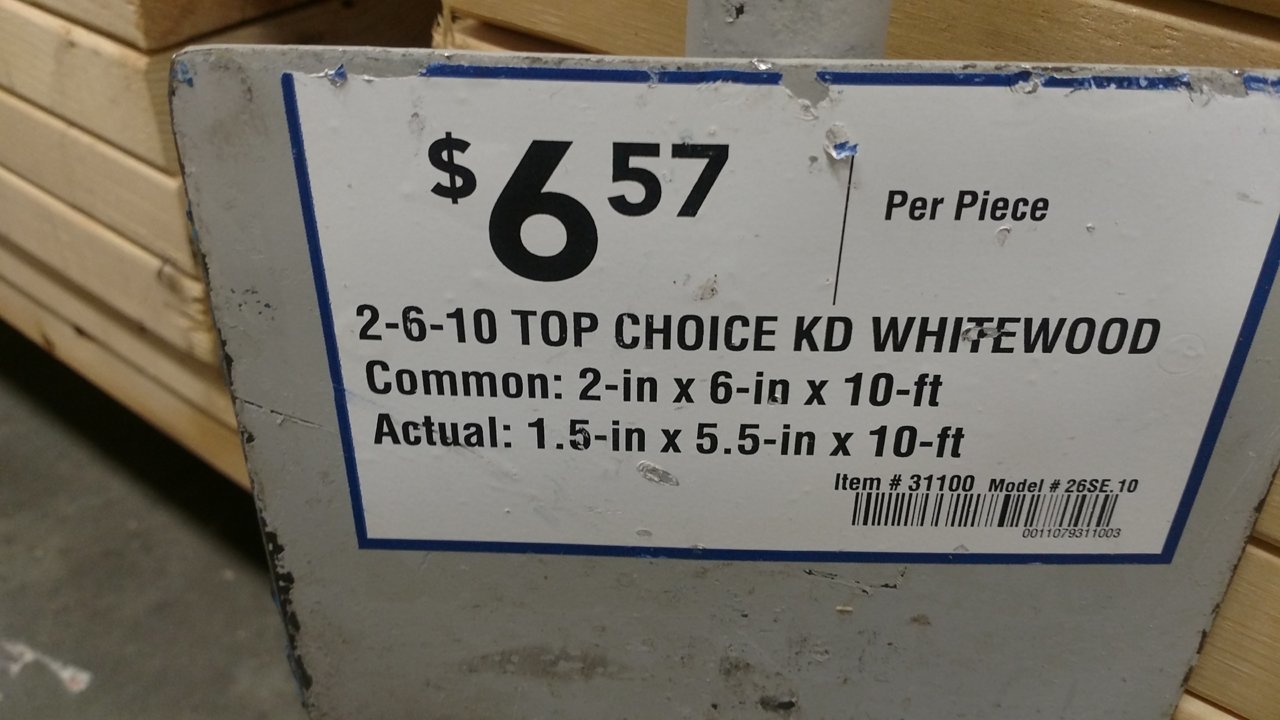 $6 57
Per Piece
2-6-10 TOP CHOICE KD WHITEWOOD
Common: 2-in x 6-in x 10-ft
Actual: 1.5-in x 5.5-in x 10-ft
Item # 31100 Model # 26SE.10
0011079311003